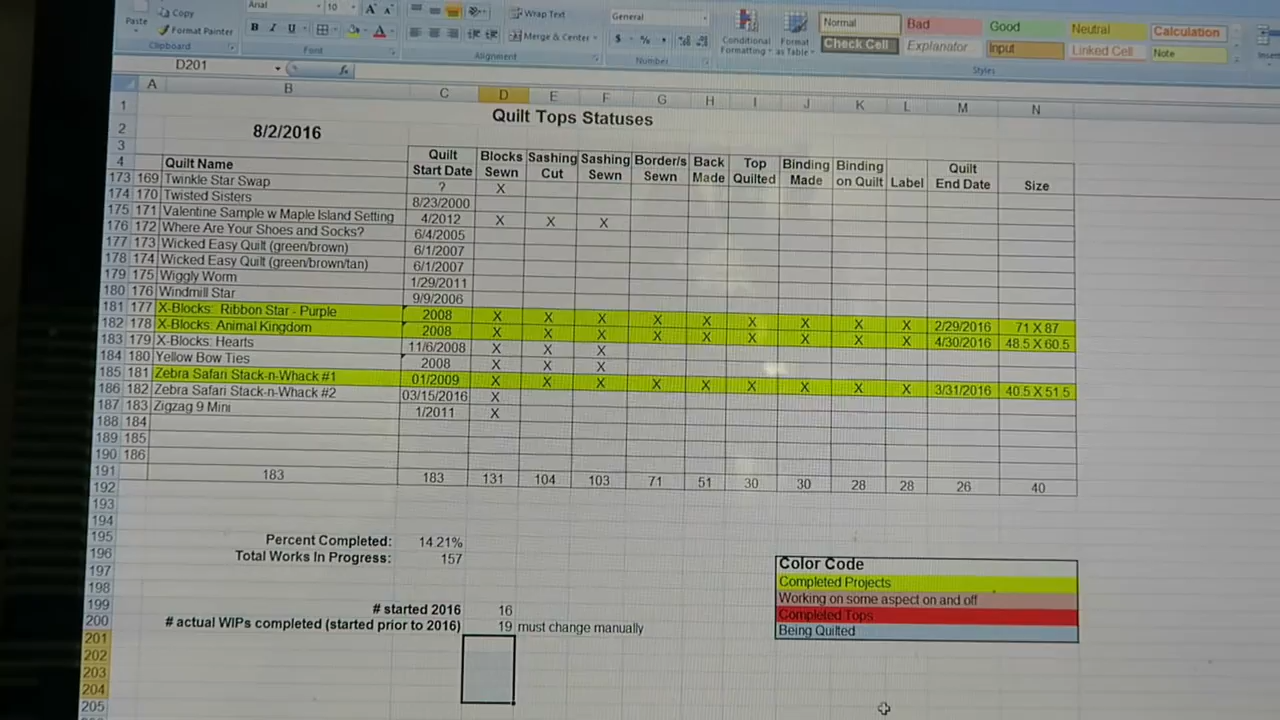 Copy
Arial 10 A A
Wrap Text
General
Normal Bad Good Neutral Calculation
Paste
Format Painter
B I U A
Merge & Center
$ % ,
Conditional Formatting
Format as Table
Check Cell Explanatory Input Linked Cell Note
Clipboard Font Alignment Number Styles
D201 fx
A B C D E F G H I J K L M N
1 Quilt Tops Statuses
2 8/2/2016
3
4 Quilt Name Quilt Start Date Blocks Sewn Sashing Cut Sashing Sewn Border/s Sewn Back Made Top Quilted Binding Made Binding on Quilt Label Quilt End Date Size
173 169 Twinkle Star Swap ? X
174 170 Twisted Sisters 8/23/2000
175 171 Valentine Sample w Maple Island Setting 4/2012 X X X
176 172 Where Are Your Shoes and Socks? 6/4/2005
177 173 Wicked Easy Quilt (green/brown) 6/1/2007
178 174 Wicked Easy Quilt (green/brown/tan) 6/1/2007
179 175 Wiggly Worm 1/29/2011
180 176 Windmill Star 9/9/2006
181 177 X-Blocks: Ribbon Star - Purple 2008 X X X X X X X X X 2/29/2016 71 X 87
182 178 X-Blocks: Animal Kingdom 2008 X X X X X X X X X 4/30/2016 48.5 X 60.5
183 179 X-Blocks: Hearts 11/6/2008 X X X
184 180 Yellow Bow Ties 2008 X X X
185 181 Zebra Safari Stack-n-Whack #1 01/2009 X X X X X X X X X 3/31/2016 40.5 X 51.5
186 182 Zebra Safari Stack-n-Whack #2 03/15/2016 X
187 183 Zigzag 9 Mini 1/2011 X
188 184
189 185
190 186
191 183 183 131 104 103 71 51 30 30 28 28 26 40
192
193
194
195 Percent Completed: 14.21%
196 Total Works In Progress: 157
197 Color Code
198 Completed Projects
199 # started 2016 16 Working on some aspect on and off
200 # actual WIPs completed (started prior to 2016) 19 must change manually Completed Tops
201 Being Quilted
202
203
204
205